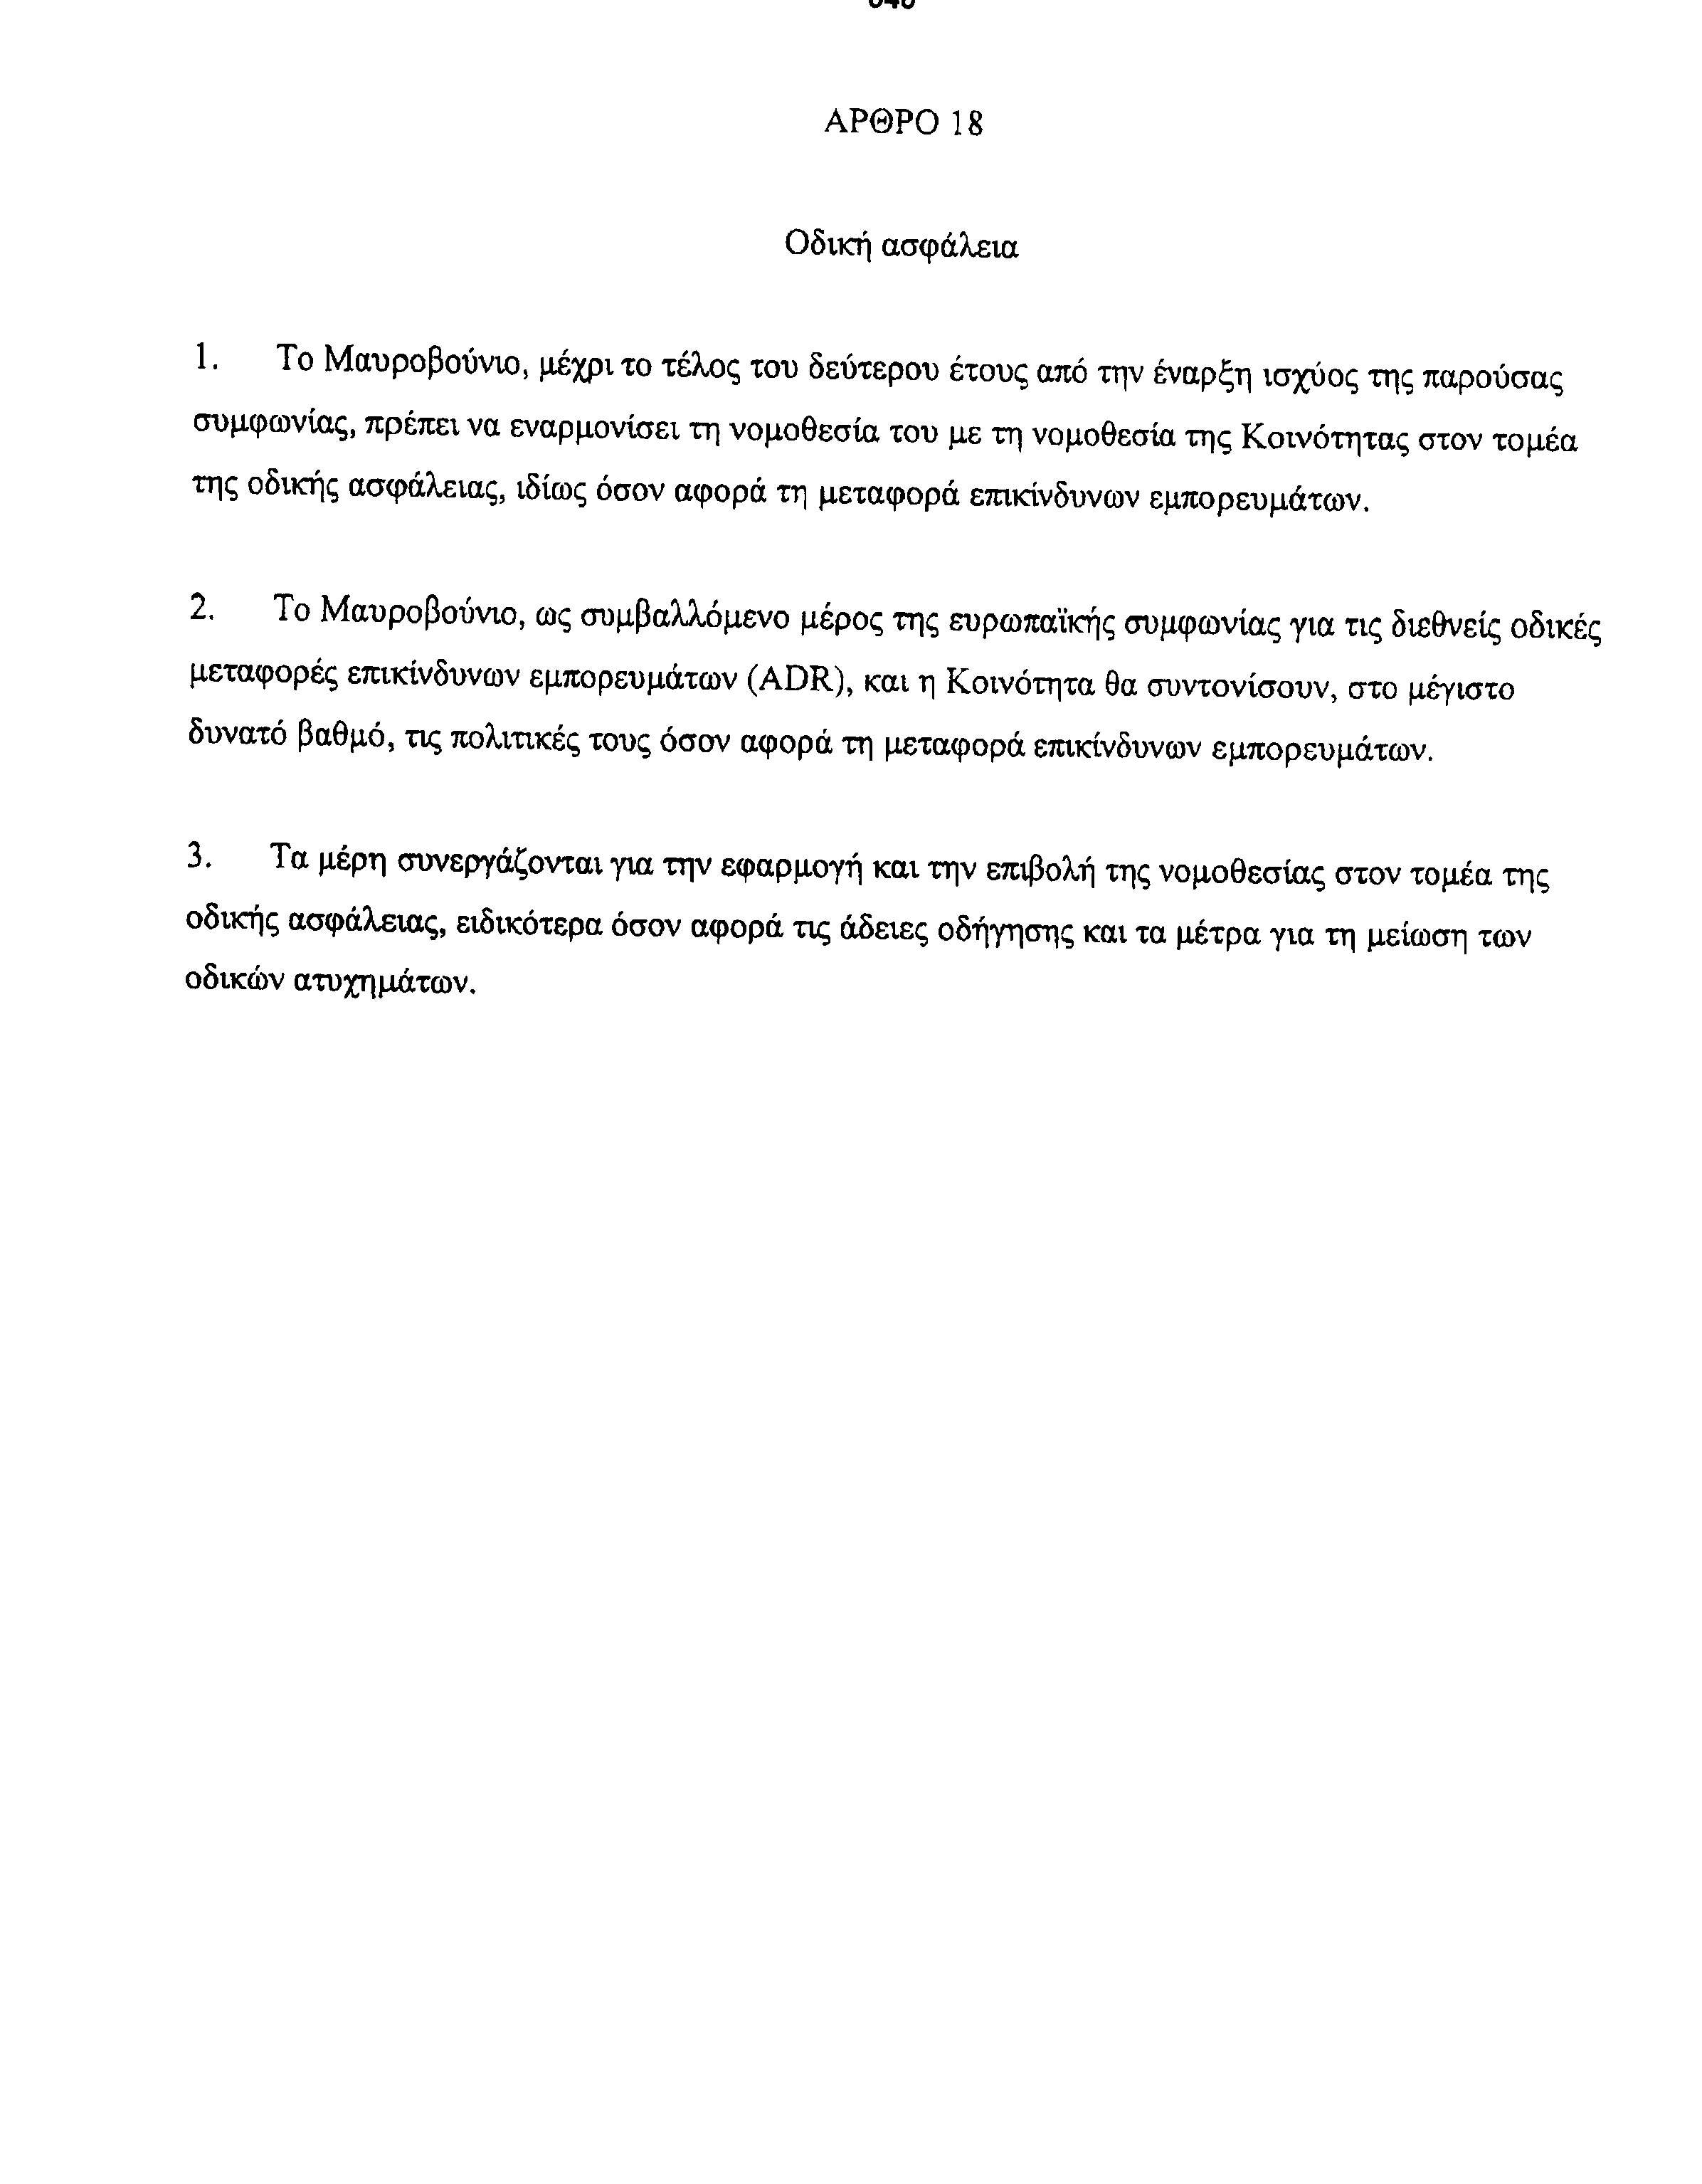 ΑΡΘΡΟ 18
Οδική ασφάλεια
1. Το Μαυροβούνιο, μέχρι το τέλος του δεύτερου έτους από την έναρξη ισχύος της παρούσας
συμφωνίας, πρέπει να εναρμονίσει τη νομοθεσία του με τη νομοθεσία της Κοινότητας στον τομέα
της οδικής ασφάλειας, ιδίως όσον αφορά τη μεταφορά επικίνδυνων εμπορευμάτων.
2. Το Μαυροβούνιο, ως συμβαλλόμενο μέρος της ευρωπαϊκής συμφωνίας για τις διεθνείς οδικές
μεταφορές επικίνδυνων εμπορευμάτων (ADR), και η Κοινότητα θα συντονίσουν, στο μέγιστο
δυνατό βαθμό, τις πολιτικές τους όσον αφορά τη μεταφορά επικίνδυνων εμπορευμάτων.
3. Τα μέρη συνεργάζονται για την εφαρμογή και την επιβολή της νομοθεσίας στον τομέα της
οδικής ασφάλειας, ειδικότερα όσον αφορά τις άδειες οδήγησης και τα μέτρα για τη μείωση των
οδικών ατυχημάτων.